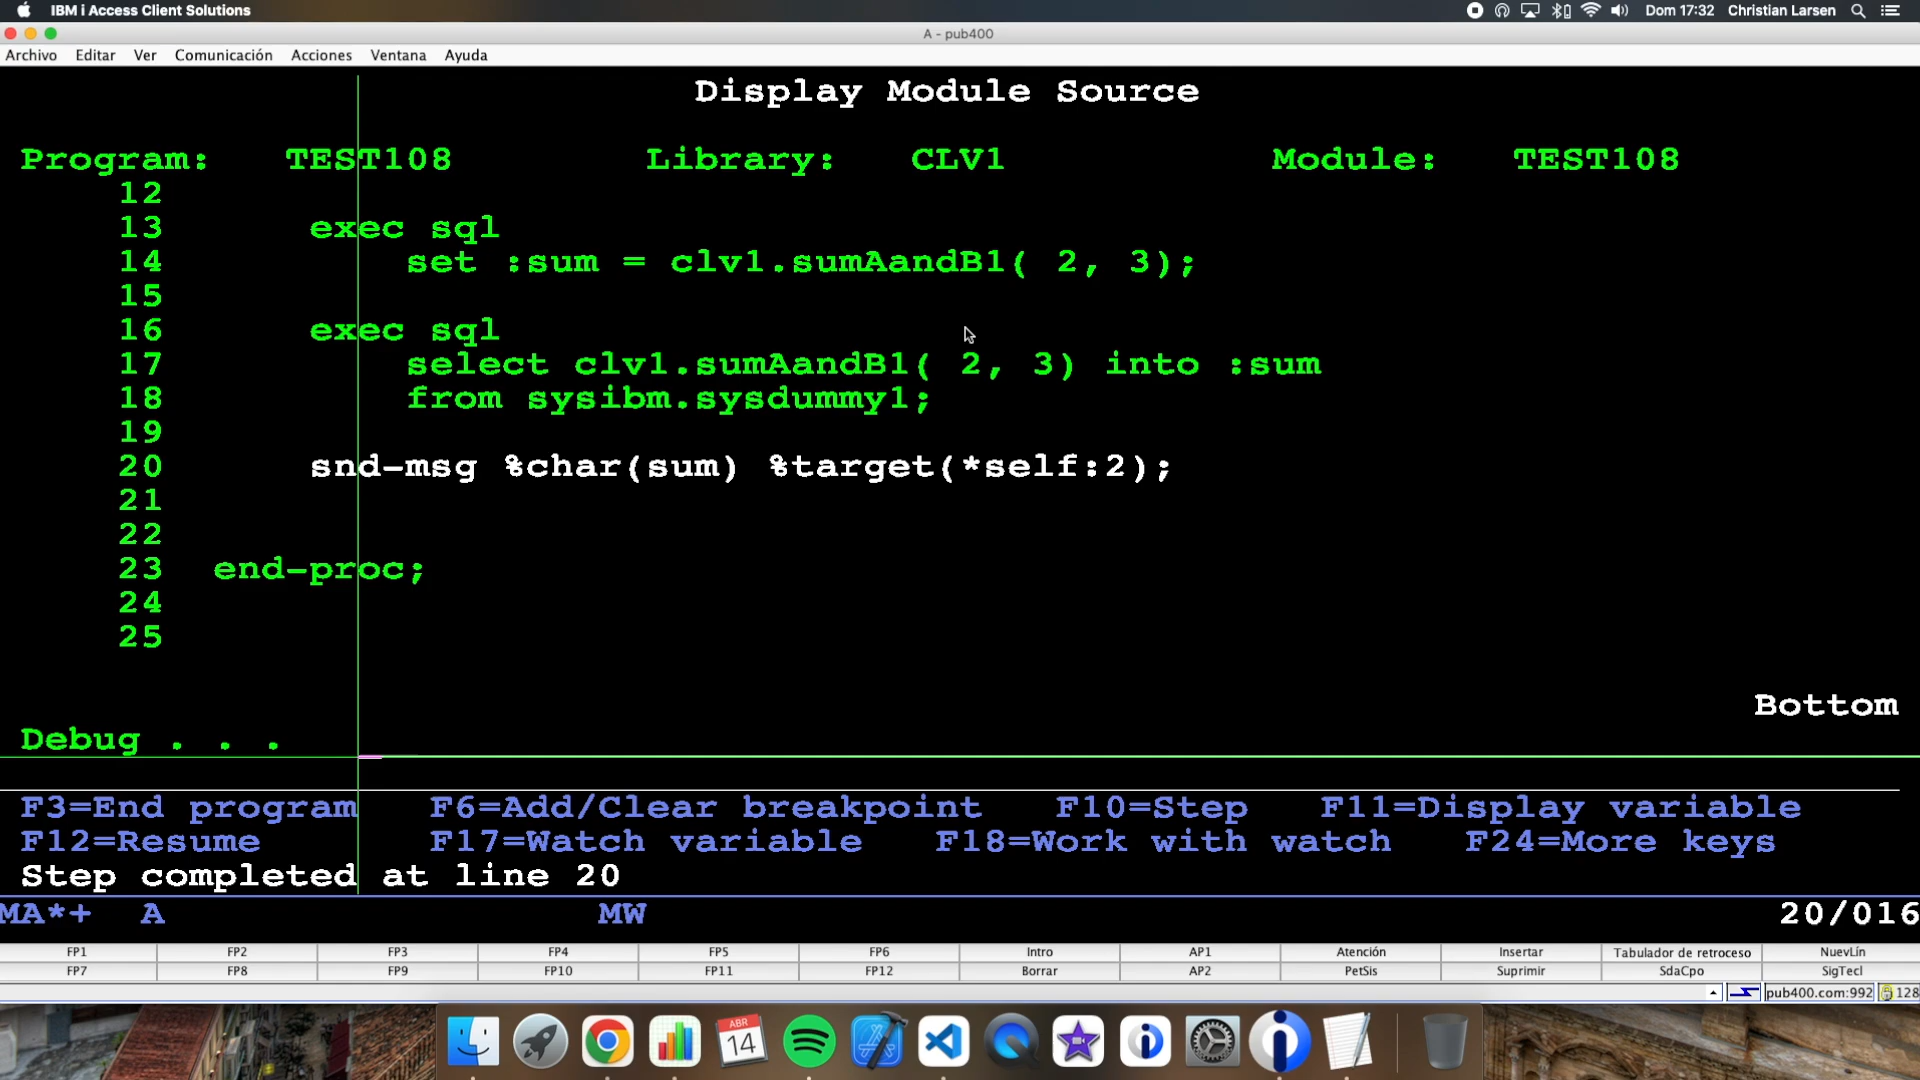 IBM i Access Client Solutions
Dom 17:32 Christian Larsen
A - pub400
Archivo Editar Ver Comunicación Acciones Ventana Ayuda
Display Module Source
Program: TEST108 Library: CLV1 Module: TEST108
12
13 exec sql
14 set :sum = clv1.sumAandB1( 2, 3);
15
16 exec sql
17 select clv1.sumAandB1( 2, 3) into :sum
18 from sysibm.sysdummy1;
19
20 snd-msg %char(sum) %target(*self:2);
21
22
23 end-proc;
24
25
Bottom
Debug . . .
F3=End program F6=Add/Clear breakpoint F10=Step F11=Display variable
F12=Resume F17=Watch variable F18=Work with watch F24=More keys
Step completed at line 20
MA*+ A MW 20/016
FP1 FP2 FP3 FP4 FP5 FP6 Intro AP1 Atención Insertar Tabulador de retroceso NuevLín
FP7 FP8 FP9 FP10 FP11 FP12 Borrar AP2 PetSis Suprimir SdaCpo SigTecl
pub400.com:992 128
ABR
14